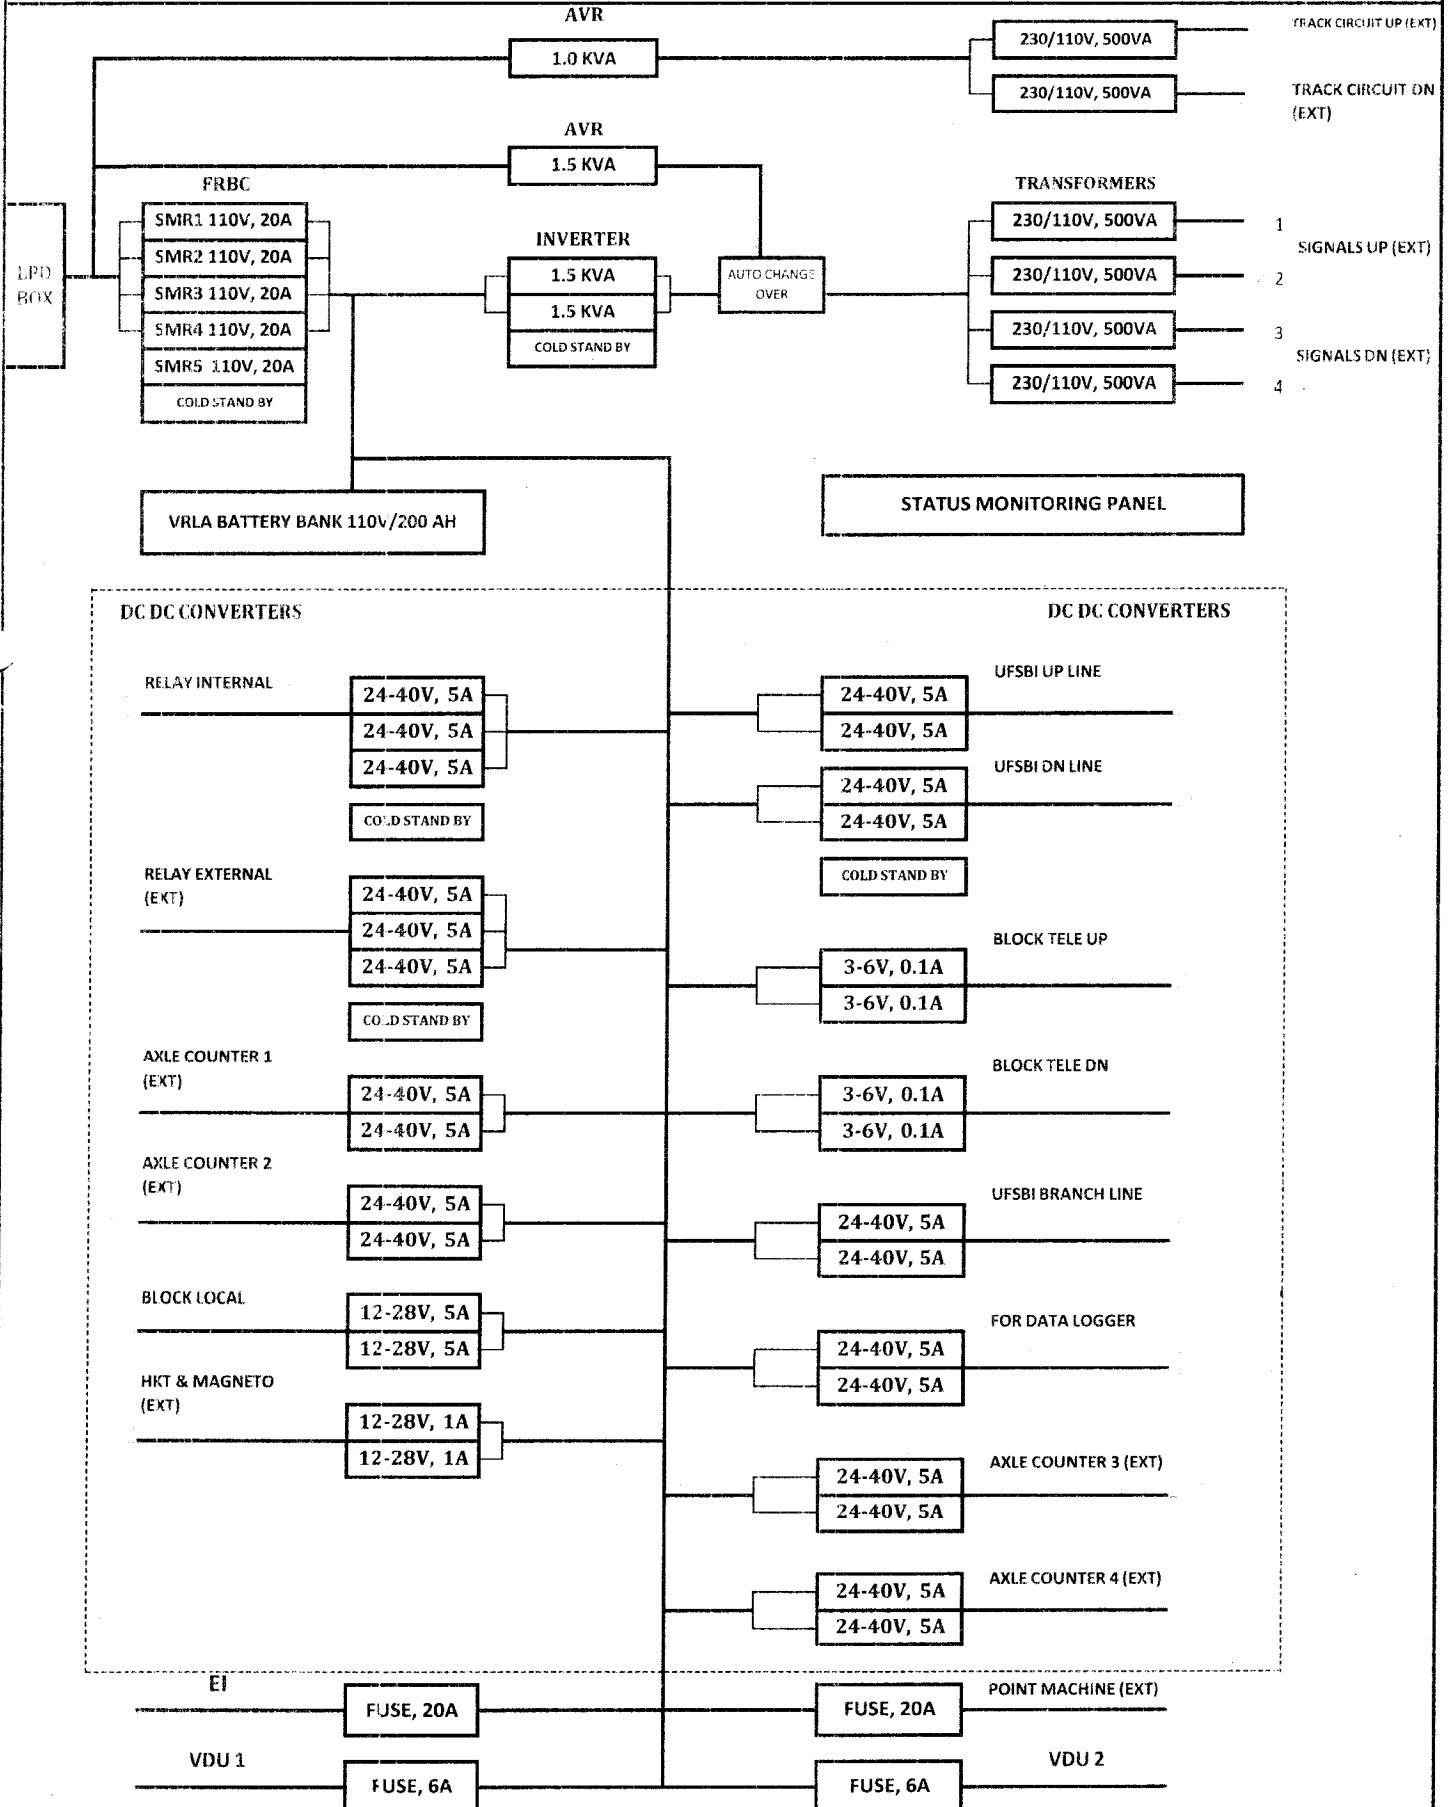 AVR
1.0 KVA
230/110V, 500VA
TRACK CIRCUIT UP (EXT)
230/110V, 500VA
TRACK CIRCUIT DN
(EXT)
AVR
1.5 KVA
FRBC
SMR1 110V, 20A
SMR2 110V, 20A
SMR3 110V, 20A
SMR4 110V, 20A
SMR5 110V, 20A
COLD STAND BY
LPD
BOX
INVERTER
1.5 KVA
1.5 KVA
COLD STAND BY
AUTO CHANGE
OVER
TRANSFORMERS
230/110V, 500VA
1
SIGNALS UP (EXT)
230/110V, 500VA
2
230/110V, 500VA
3
SIGNALS DN (EXT)
230/110V, 500VA
4
VRLA BATTERY BANK 110V/200 AH
STATUS MONITORING PANEL
DC DC CONVERTERS
RELAY INTERNAL
24-40V, 5A
24-40V, 5A
24-40V, 5A
COLD STAND BY
RELAY EXTERNAL
(EXT)
24-40V, 5A
24-40V, 5A
24-40V, 5A
COLD STAND BY
AXLE COUNTER 1
(EXT)
24-40V, 5A
24-40V, 5A
AXLE COUNTER 2
(EXT)
24-40V, 5A
24-40V, 5A
BLOCK LOCAL
12-28V, 5A
12-28V, 5A
HKT & MAGNETO
(EXT)
12-28V, 1A
12-28V, 1A
DC DC CONVERTERS
UFSBI UP LINE
24-40V, 5A
24-40V, 5A
UFSBI DN LINE
24-40V, 5A
24-40V, 5A
COLD STAND BY
BLOCK TELE UP
3-6V, 0.1A
3-6V, 0.1A
BLOCK TELE DN
3-6V, 0.1A
3-6V, 0.1A
UFSBI BRANCH LINE
24-40V, 5A
24-40V, 5A
FOR DATA LOGGER
24-40V, 5A
24-40V, 5A
AXLE COUNTER 3 (EXT)
24-40V, 5A
24-40V, 5A
AXLE COUNTER 4 (EXT)
24-40V, 5A
24-40V, 5A
EI
FUSE, 20A
FUSE, 20A
POINT MACHINE (EXT)
VDU 1
FUSE, 6A
FUSE, 6A
VDU 2